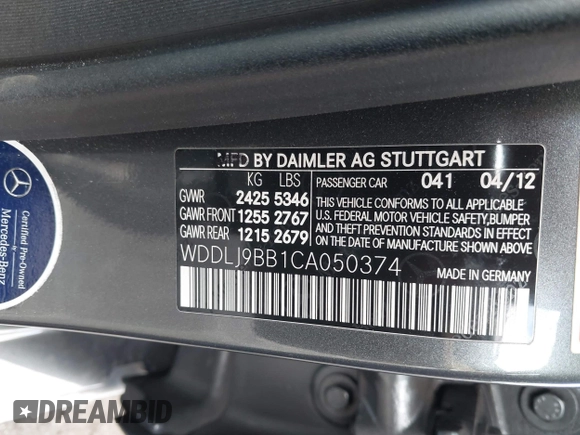 MFD BY DAIMLER AG STUTTGART
KG LBS
GVWR 2425 5346
GAWR FRONT 1255 2767
GAWR REAR 1215 2679
PASSENGER CAR 041 04/12
THIS VEHICLE CONFORMS TO ALL APPLICABLE
U.S. FEDERAL MOTOR VEHICLE SAFETY, BUMPER
AND THEFT PREVENTION STANDARDS IN EFFECT
ON THE DATE OF MANUFACTURE SHOWN ABOVE.
WDDLJ9BB1CA050374
MADE IN GERMANY
Certified Pre-Owned
Mercedes-Benz
DREAMBID